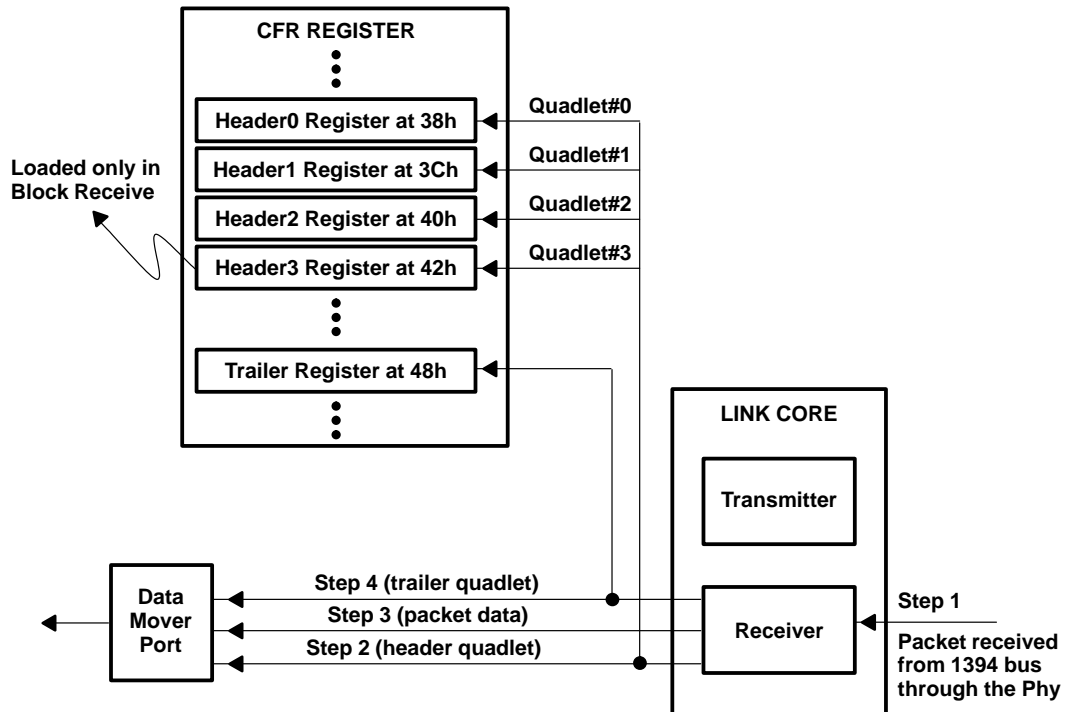 CFR REGISTER
Header0 Register at 38h
Quadlet#0
Header1 Register at 3Ch
Quadlet#1
Loaded only in
Block Receive
Header2 Register at 40h
Quadlet#2
Header3 Register at 42h
Quadlet#3
Trailer Register at 48h
LINK CORE
Transmitter
Data
Mover
Port
Step 4 (trailer quadlet)
Step 3 (packet data)
Step 2 (header quadlet)
Receiver
Step 1
Packet received
from 1394 bus
through the Phy